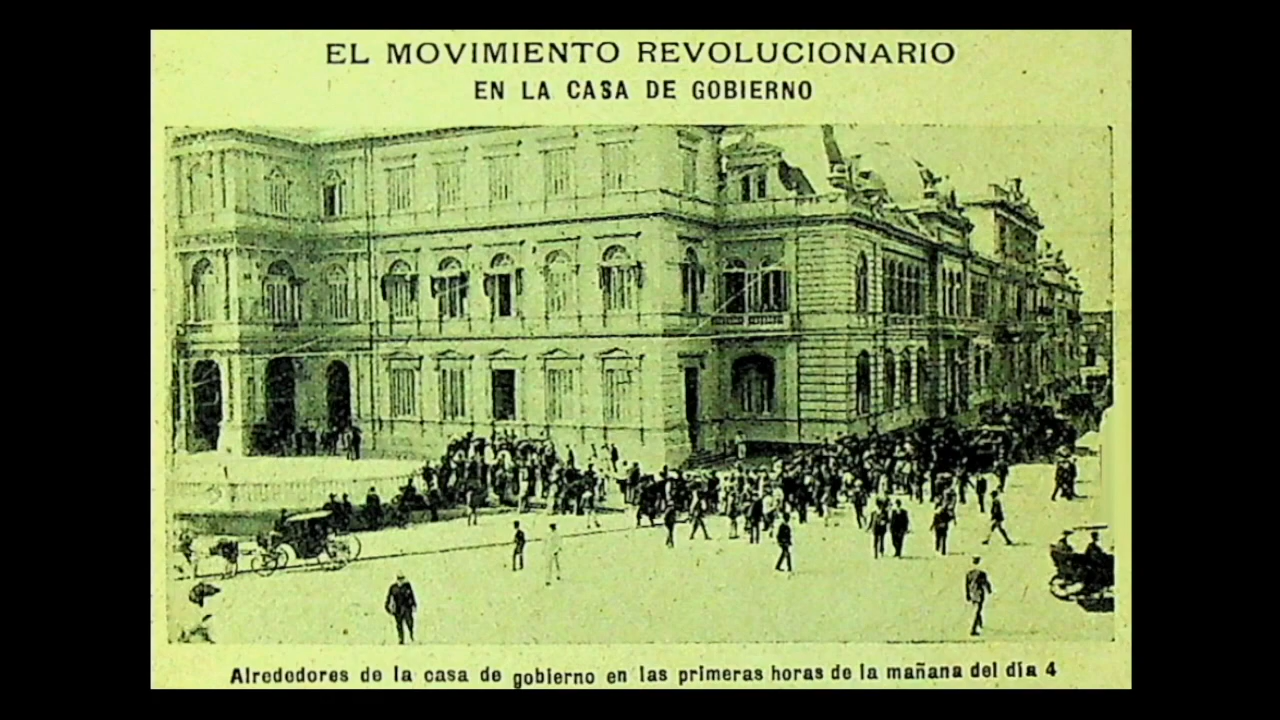 EL MOVIMIENTO REVOLUCIONARIO
EN LA CASA DE GOBIERNO
Alrededores de la casa de gobierno en las primeras horas de la mañana del día 4